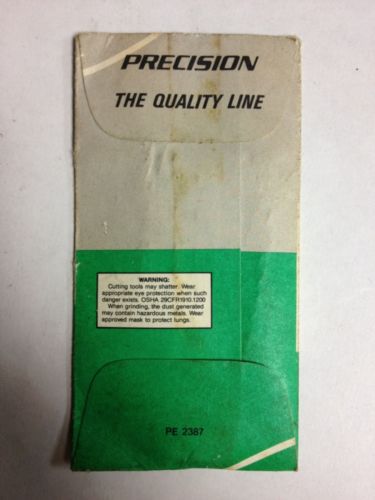 PRECISION
THE QUALITY LINE
WARNING:
Cutting tools may shatter. Wear
appropriate eye protection when such
danger exists. OSHA 29CFR1910.1200
When grinding, the dust generated
may contain hazardous metals. Wear
approved mask to protect lungs.
PE 2387